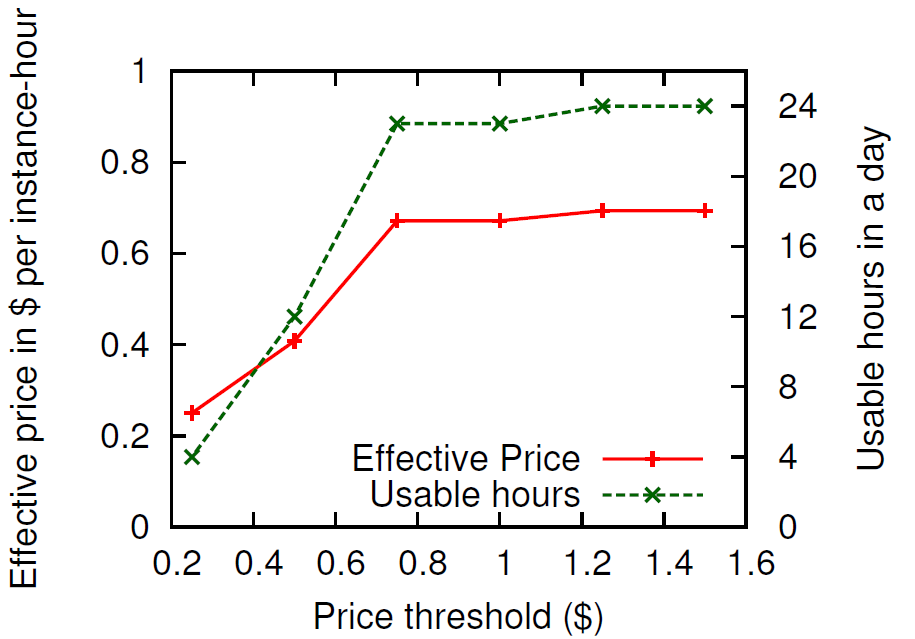 Effective price in $ per instance-hour
1
0.8
0.6
0.4
0.2
0
24
20
16
12
8
4
0
Usable hours in a day
Effective Price
Usable hours
0.2 0.4 0.6 0.8 1 1.2 1.4 1.6
Price threshold ($)